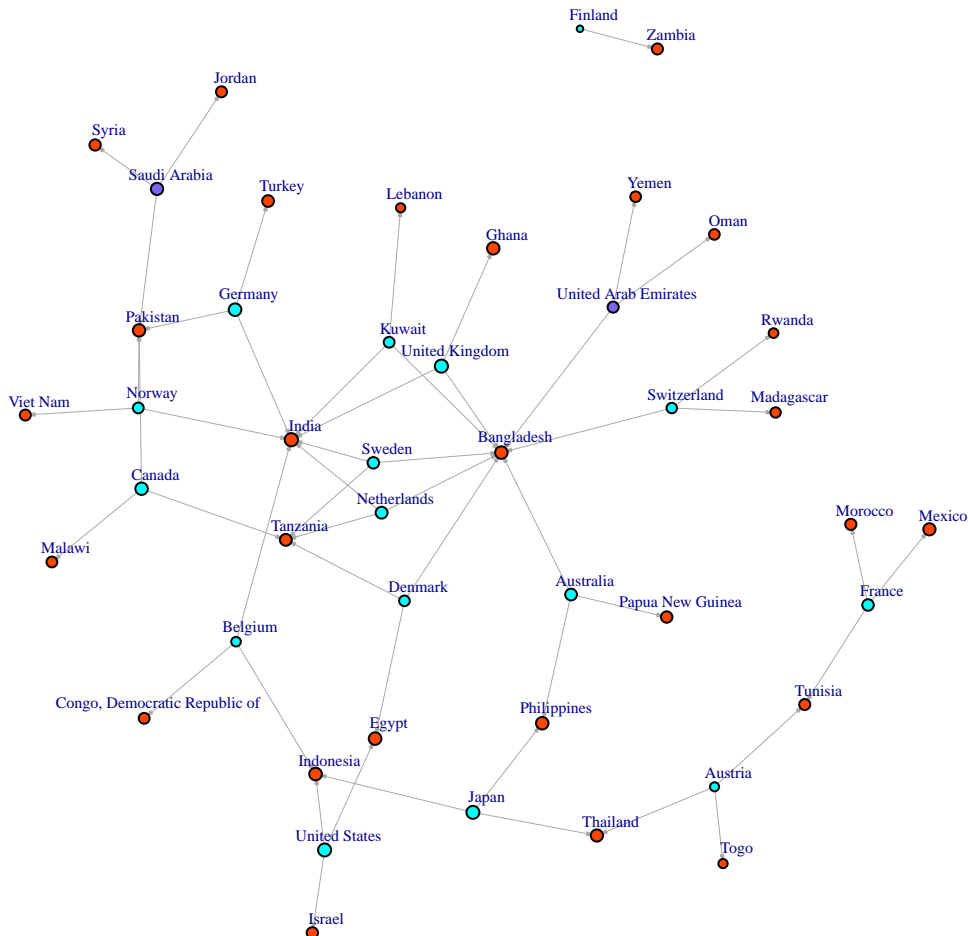 Finland
Zambia
Jordan
Syria
Saudi Arabia
Turkey
Lebanon
Yemen
Oman
Ghana
Germany
United Arab Emirates
Pakistan
Kuwait
United Kingdom
Rwanda
Viet Nam
Norway
Switzerland
Madagascar
India
Bangladesh
Sweden
Canada
Netherlands
Tanzania
Morocco
Mexico
Malawi
Denmark
Australia
Papua New Guinea
France
Belgium
Congo, Democratic Republic of
Tunisia
Egypt
Philippines
Indonesia
Austria
Japan
United States
Thailand
Togo
Israel